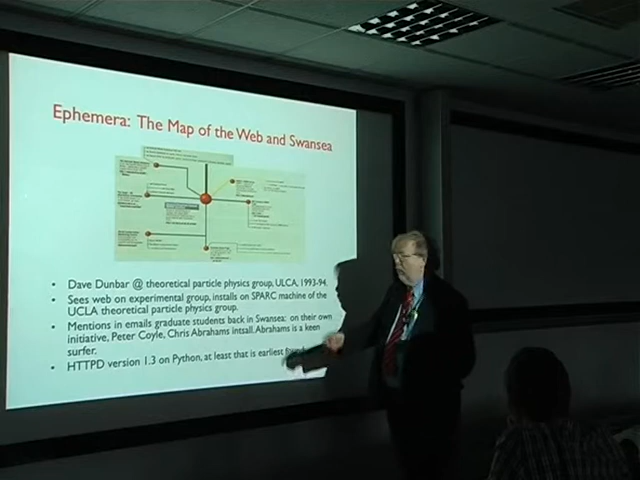 Ephemera: The Map of the Web and Swansea
• Dave Dunbar @ theoretical particle physics group, ULCA, 1993-94.
• Sees web on experimental group, installs on SPARC machine of the
UCLA theoretical particle physics group.
• Mentions in emails graduate students back in Swansea: on their own
initiative, Peter Coyle, Chris Abrahams intsall. Abrahams is a keen
surfer.
• HTTPD version 1.3 on Python, at least that is earliest